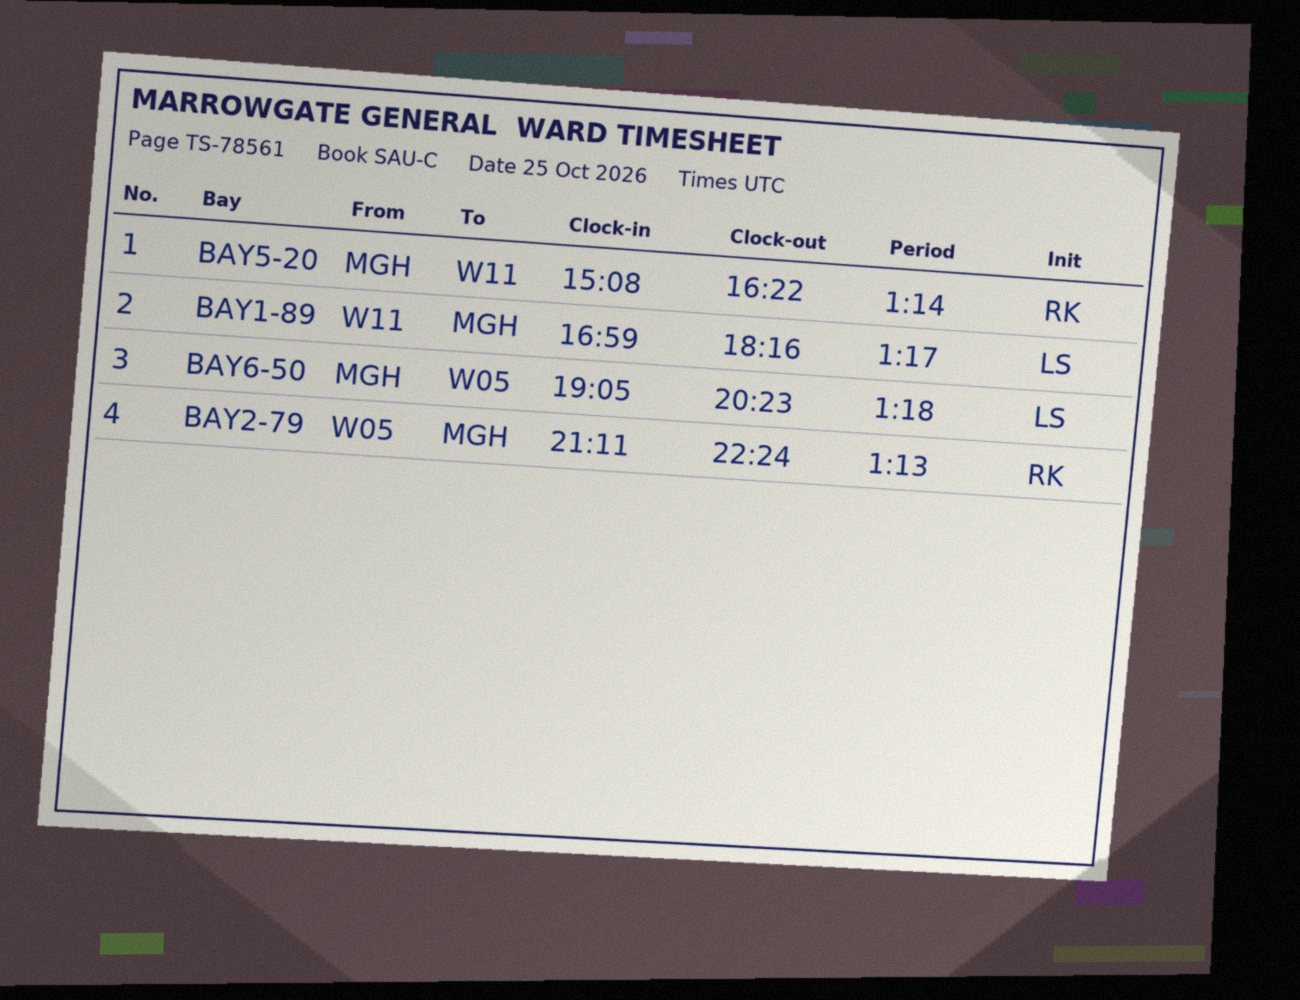 MARROWGATE GENERAL WARD TIMESHEET
Page TS-78561 Book SAU-C Date 25 Oct 2026 Times UTC
No. Bay From To Clock-in Clock-out Period Init
1 BAY5-20 MGH W11 15:08 16:22 1:14 RK
2 BAY1-89 W11 MGH 16:59 18:16 1:17 LS
3 BAY6-50 MGH W05 19:05 20:23 1:18 LS
4 BAY2-79 W05 MGH 21:11 22:24 1:13 RK